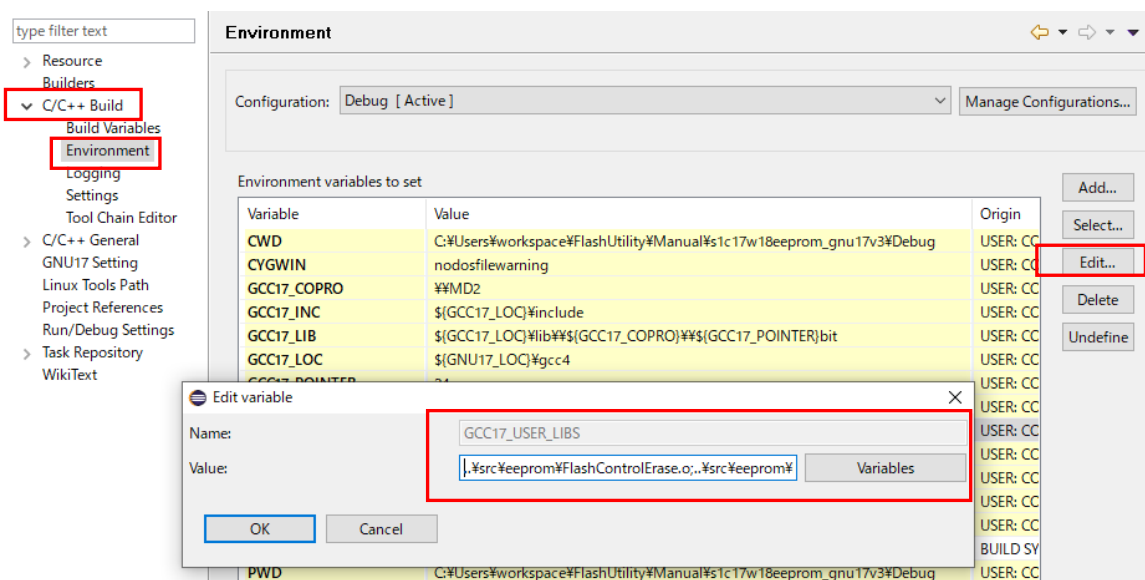 type filter text
Resource
Builders
C/C++ Build
Build Variables
Environment
Logging
Settings
Tool Chain Editor
C/C++ General
GNU17 Setting
Linux Tools Path
Project References
Run/Debug Settings
Task Repository
WikiText
Environment
Configuration: Debug [ Active ] Manage Configurations...
Environment variables to set
Add...
Select...
Edit...
Delete
Undefine
Variable Value Origin
CWD C:¥Users¥workspace¥FlashUtility¥Manual¥s1c17w18eeprom_gnu17v3¥Debug USER: CC
CYGWIN nodosfilewarning USER: CC
GCC17_COPRO ¥¥MD2 USER: CC
GCC17_INC ${GCC17_LOC}¥include USER: CC
GCC17_LIB ${GCC17_LOC}¥lib¥¥${GCC17_COPRO}¥¥${GCC17_POINTER}bit USER: CC
GCC17_LOC ${GNU17_LOC}¥gcc4 USER: CC
GCC17_POINTER 24 USER: CC
USER: CC
USER: CC
USER: CC
USER: CC
USER: CC
USER: CC
BUILD SY
PWD C:¥Users¥workspace¥FlashUtility¥Manual¥s1c17w18eeprom_gnu17v3¥Debug USER: CC
Edit variable
Name: GCC17_USER_LIBS
Value: ..¥src¥eeprom¥FlashControlErase.o;..¥src¥eeprom¥ Variables
OK Cancel